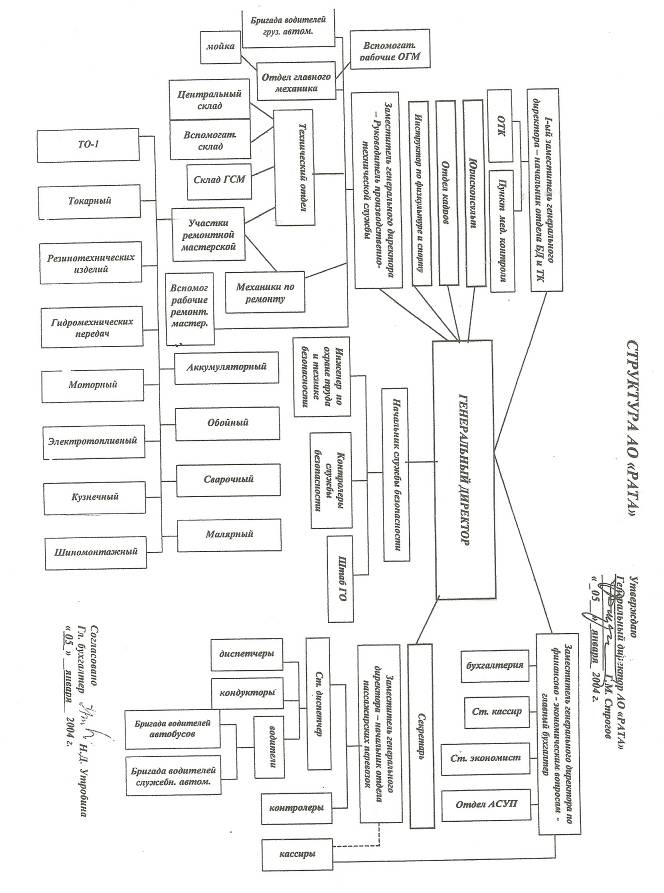 СТРУКТУРА АО «РАТА»
Утверждаю
Генеральный директор АО «РАТА»
Г.М. Строгов
« 05 » января 2004 г.
ГЕНЕРАЛЬНЫЙ ДИРЕКТОР
I-ый заместитель генерального
директора – начальник отдела БД и ТК
ОТК
Пункт мед. контроля
Юрисконсульт
Отдел кадров
Инструктор по физкультуре и спорту
Заместитель генерального директора
– Руководитель производственно-
технической службы
Бригада водителей
груз. автом.
мойка
Вспомогат.
рабочие ОГМ
Отдел главного
механика
Центральный
склад
Вспомогат.
склад
Склад ГСМ
Технический отдел
Участки
ремонтной
мастерской
Механики по
ремонту
Вспомог
рабочие
ремонт.
мастер.
ТО-1
Токарный
Резинотехнических
изделий
Гидромеханических
передач
Моторный
Электротопливный
Кузнечный
Шиномонтажный
Аккумуляторный
Обойный
Сварочный
Малярный
Начальник службы безопасности
Инженер по
охране труда
и технике
безопасности
Контролеры
службы
безопасности
Штаб ГО
Заместитель генерального директора по
финансово - экономическим вопросам –
главный бухгалтер
бухгалтерия
Ст. кассир
Ст. экономист
Отдел АСУП
Секретарь
Заместитель генерального
директора – начальник отдела
пассажирских перевозок
Ст. диспетчер
диспетчеры
кондукторы
водители
Бригада водителей
автобусов
Бригада водителей
служебн. автом.
контролеры
кассиры
Согласовано
Гл. бухгалтер Н.Д. Утробина
« 05 » января 2004 г.